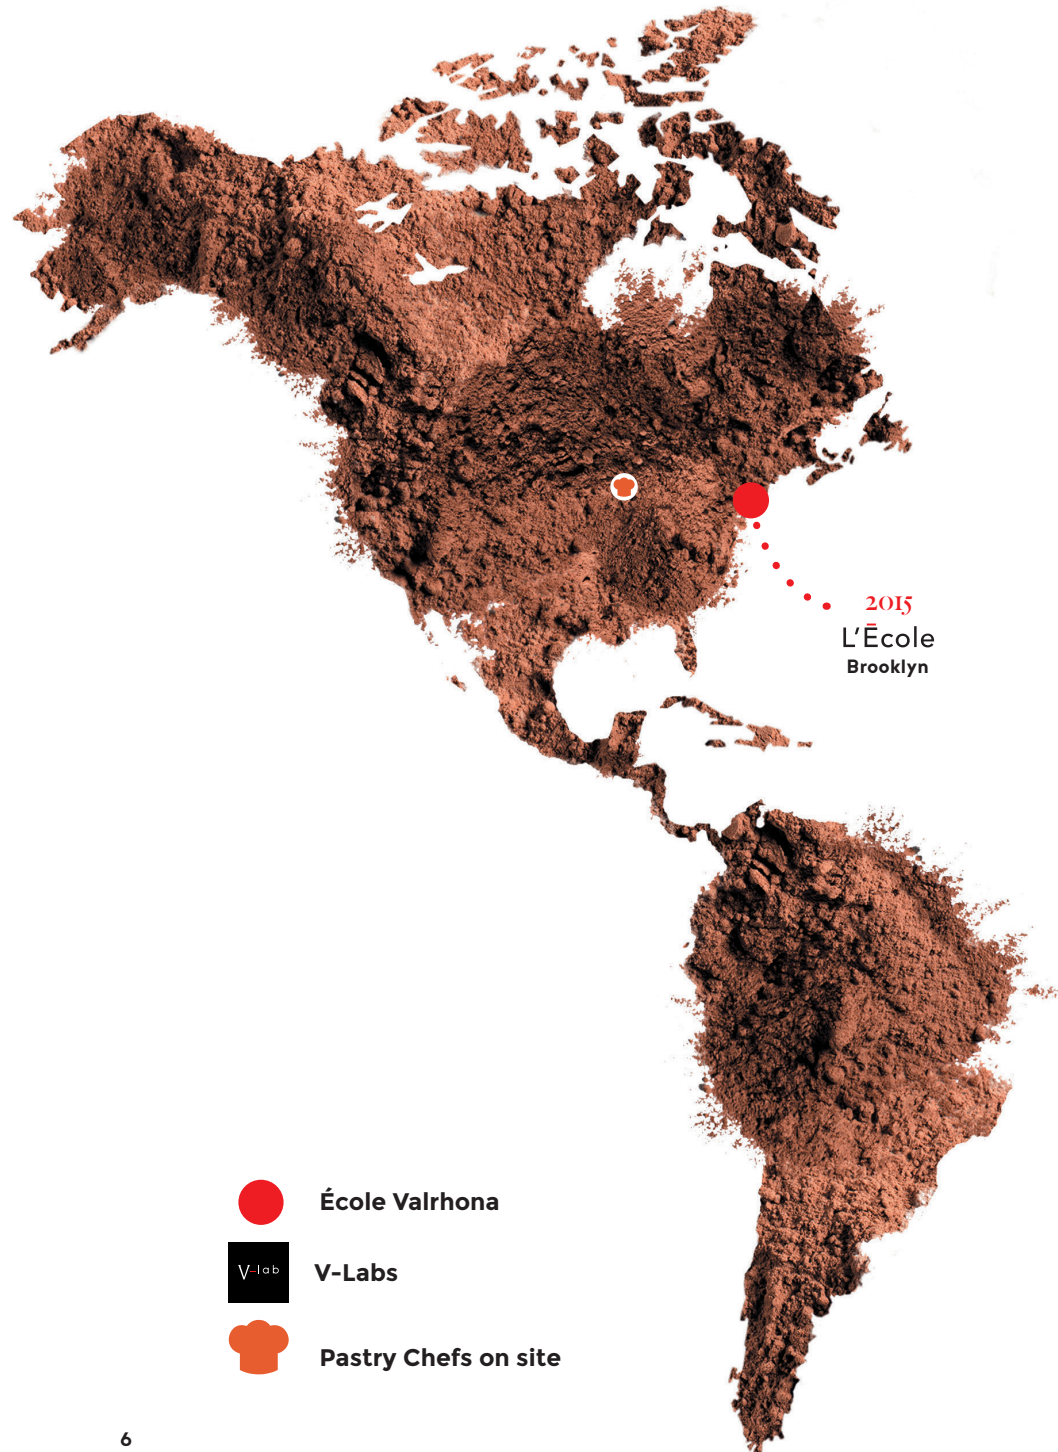 2015
L'École
Brooklyn
École Valrhona
V-lab
V-Labs
Pastry Chefs on site
6